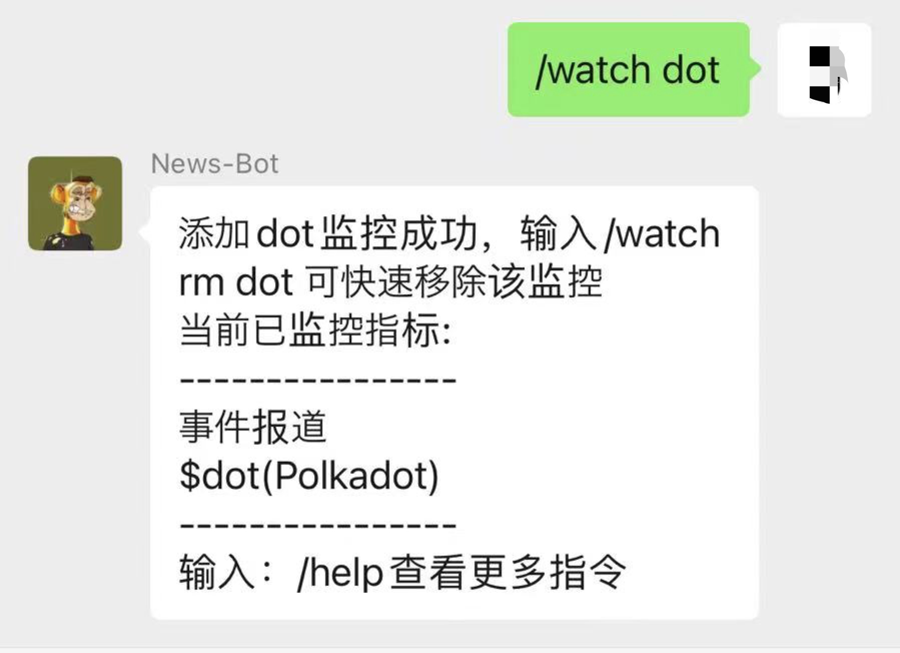 /watch dot
News-Bot
添加dot监控成功，输入/watch
rm dot 可快速移除该监控
当前已监控指标:
----------------
事件报道
$dot(Polkadot)
----------------
输入：/help查看更多指令